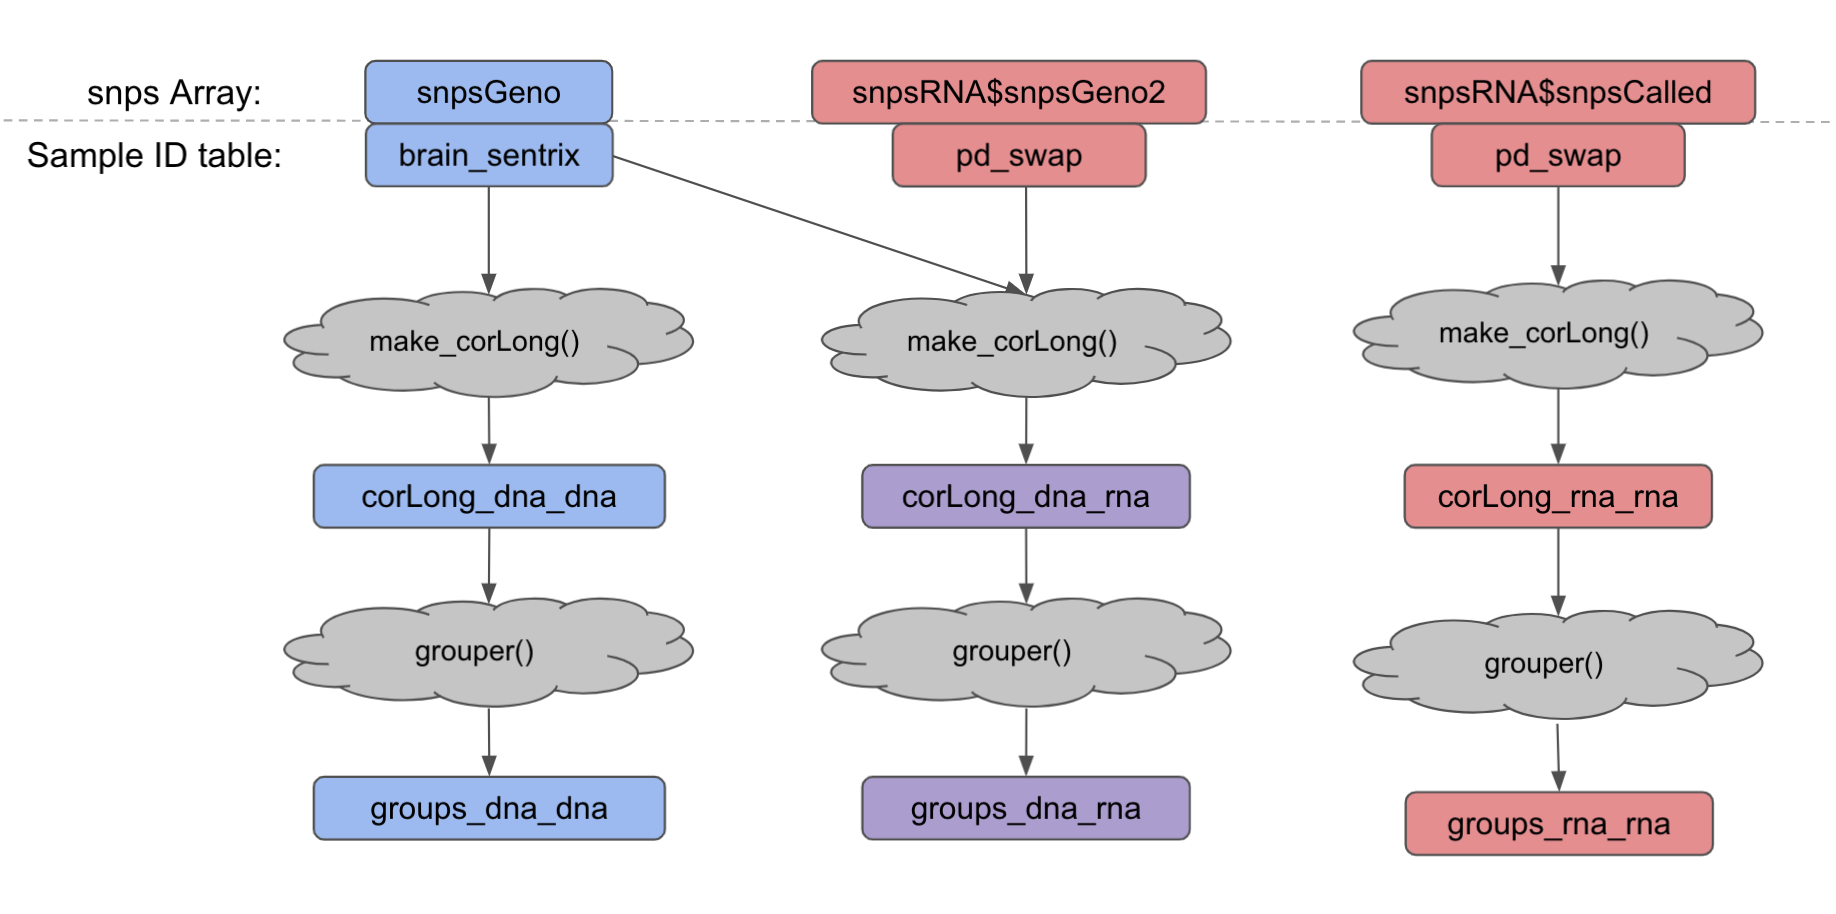 snps Array:
snpsGeno
snpsRNA$snpsGeno2
snpsRNA$snpsCalled
Sample ID table:
brain_sentrix
pd_swap
pd_swap
make_corLong()
make_corLong()
make_corLong()
corLong_dna_dna
corLong_dna_rna
corLong_rna_rna
grouper()
grouper()
grouper()
groups_dna_dna
groups_dna_rna
groups_rna_rna